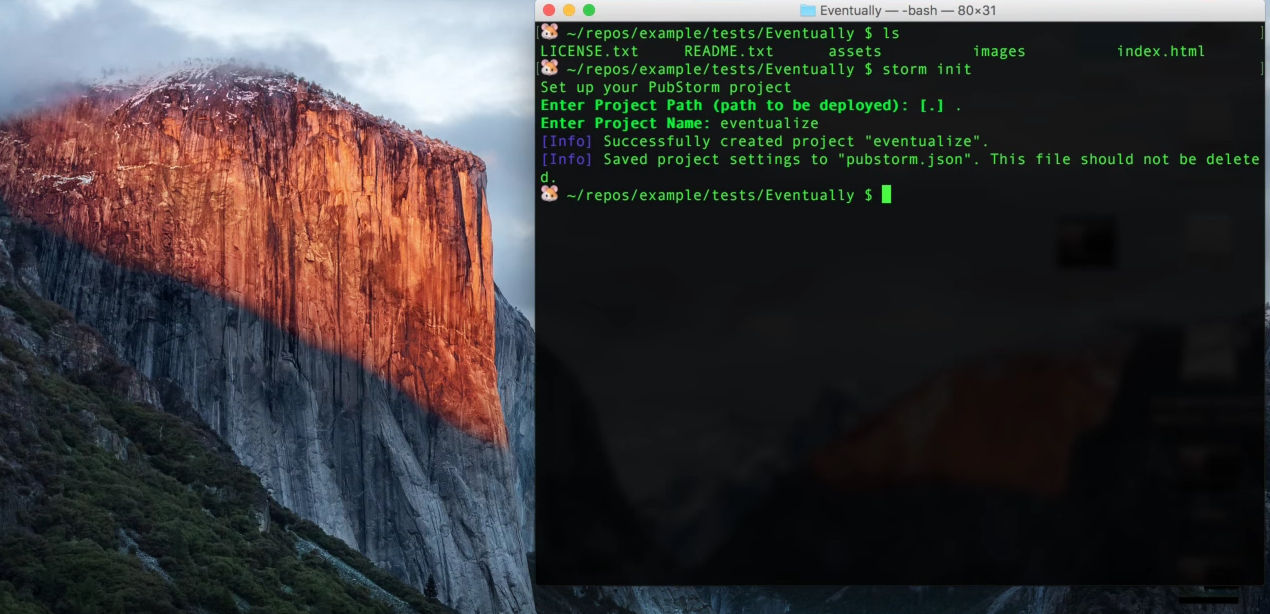 Eventually — -bash — 80×31
~/repos/example/tests/Eventually $ ls
LICENSE.txt README.txt assets images index.html
~/repos/example/tests/Eventually $ storm init
Set up your PubStorm project
Enter Project Path (path to be deployed): [.] .
Enter Project Name: eventualize
[Info] Successfully created project "eventualize".
[Info] Saved project settings to "pubstorm.json". This file should not be delete
d.
~/repos/example/tests/Eventually $